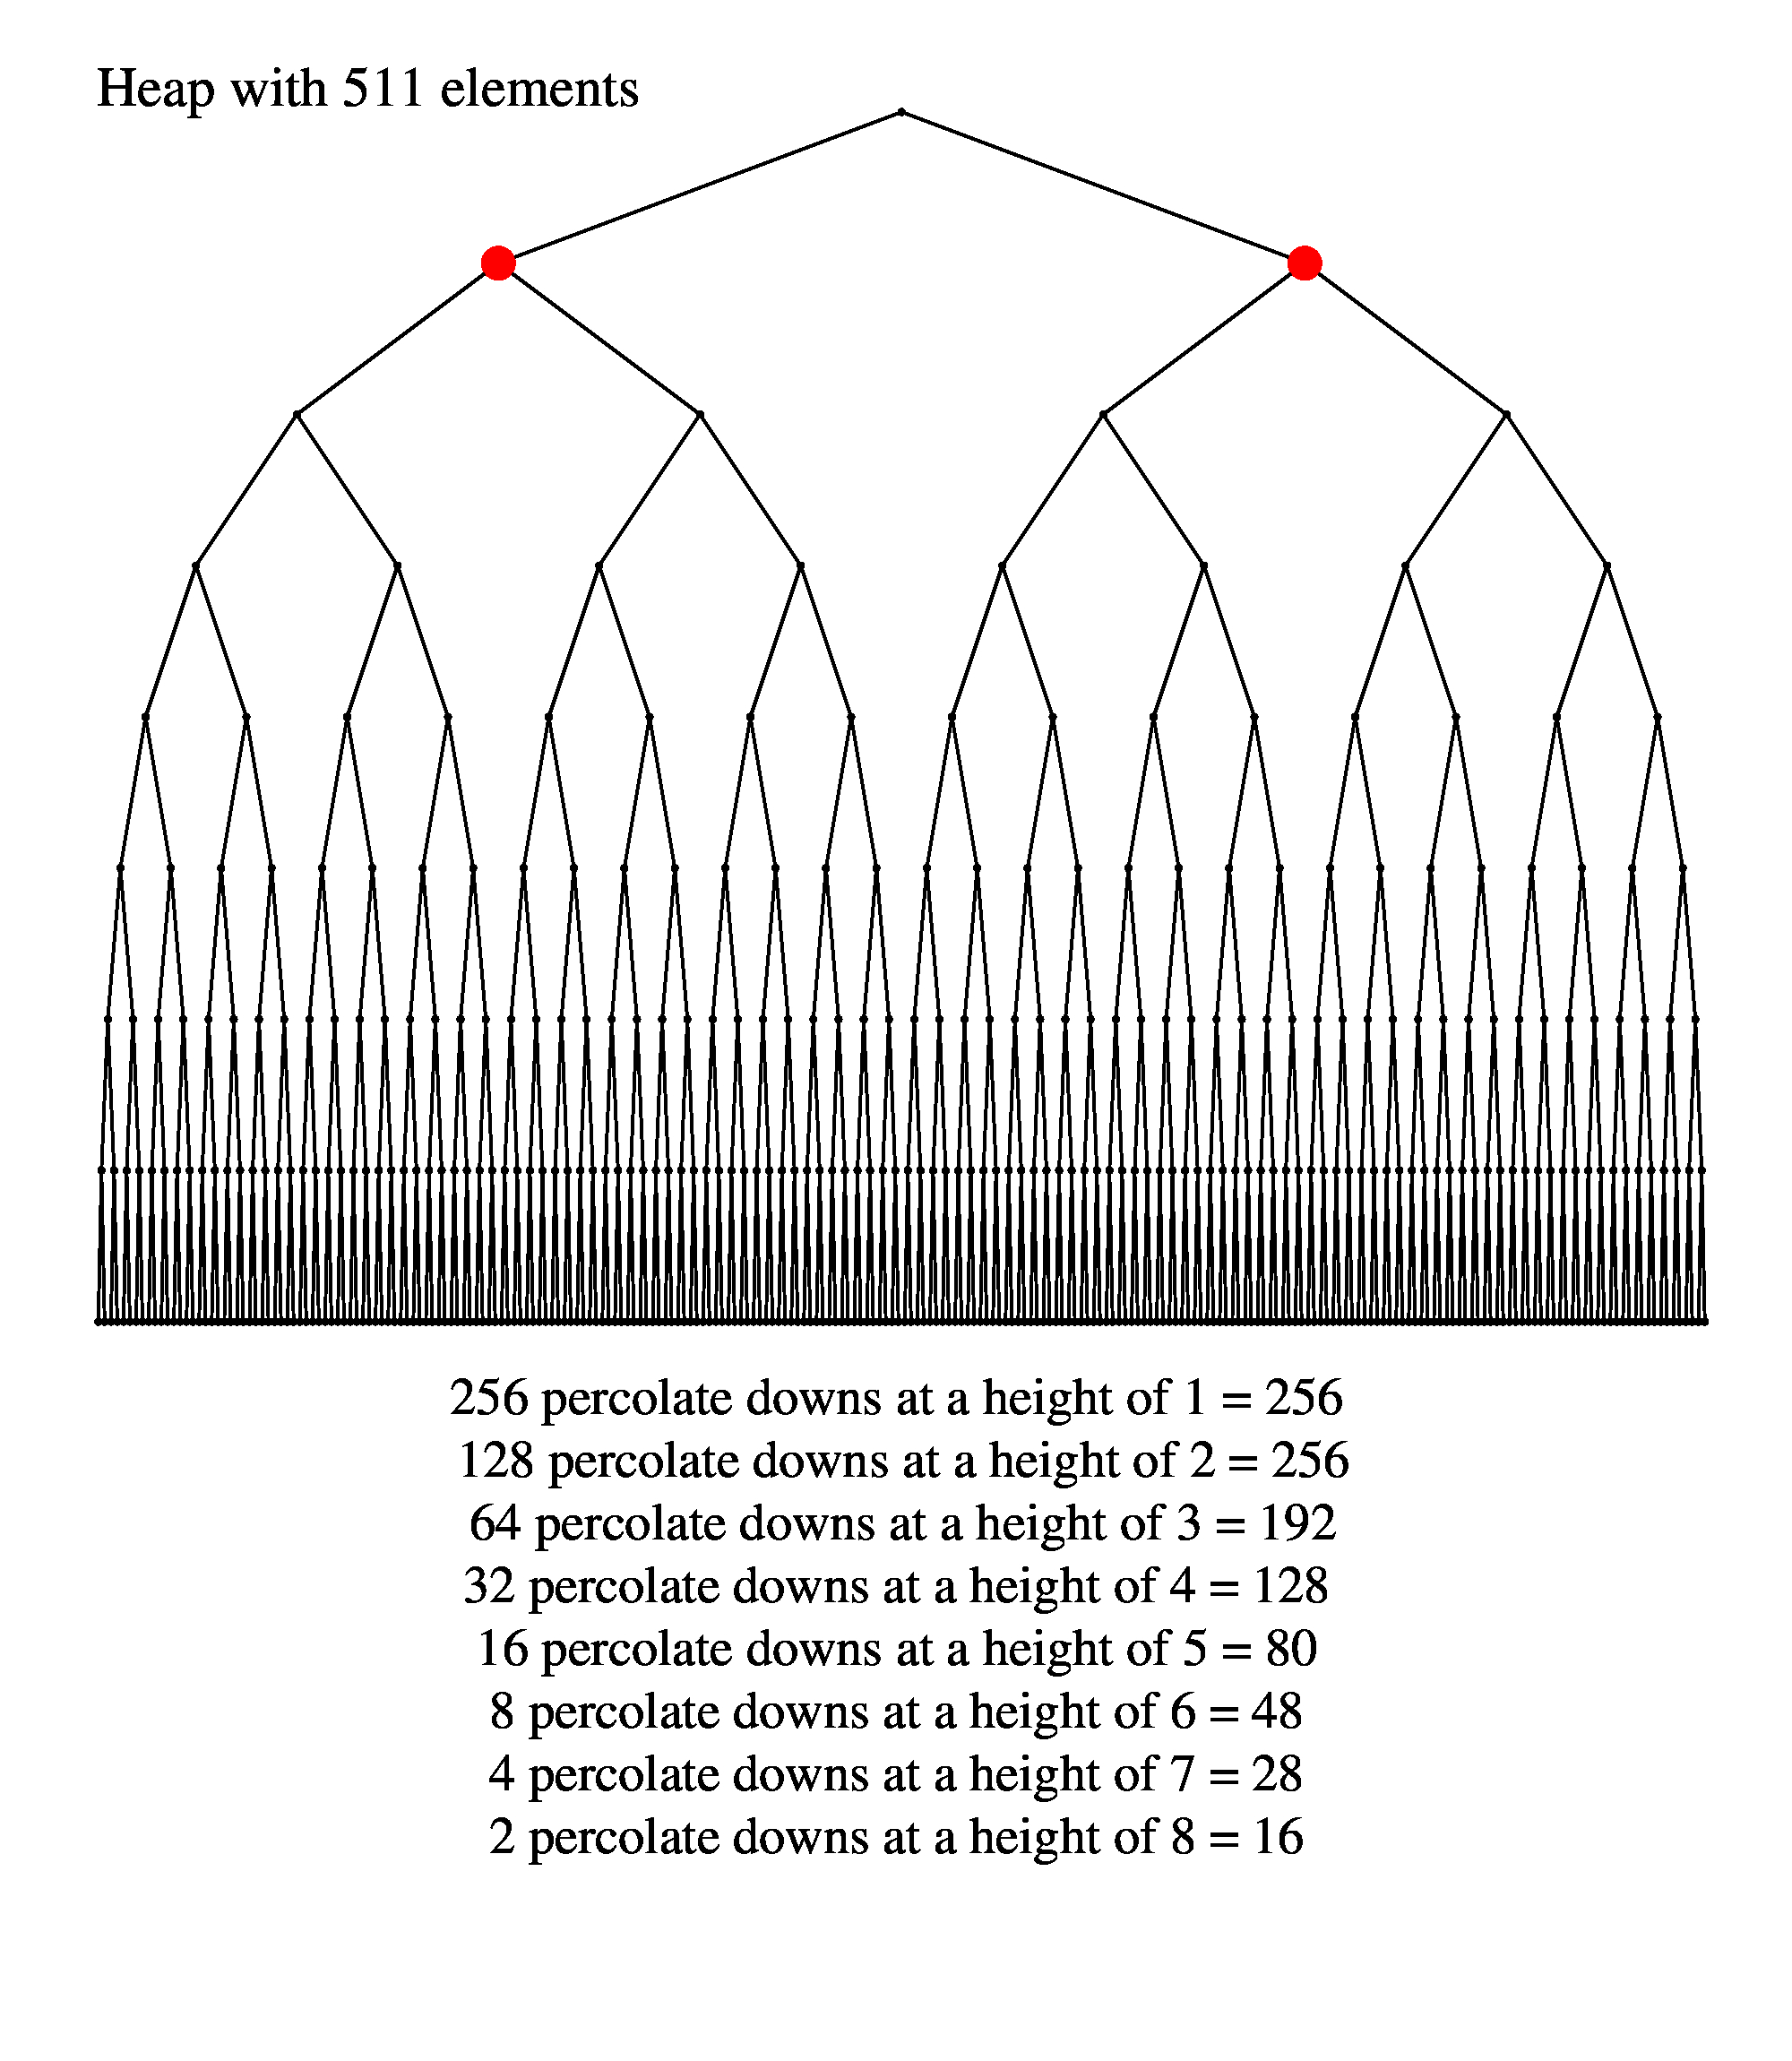 Heap with 511 elements
256 percolate downs at a height of 1 = 256
128 percolate downs at a height of 2 = 256
64 percolate downs at a height of 3 = 192
32 percolate downs at a height of 4 = 128
16 percolate downs at a height of 5 = 80
8 percolate downs at a height of 6 = 48
4 percolate downs at a height of 7 = 28
2 percolate downs at a height of 8 = 16